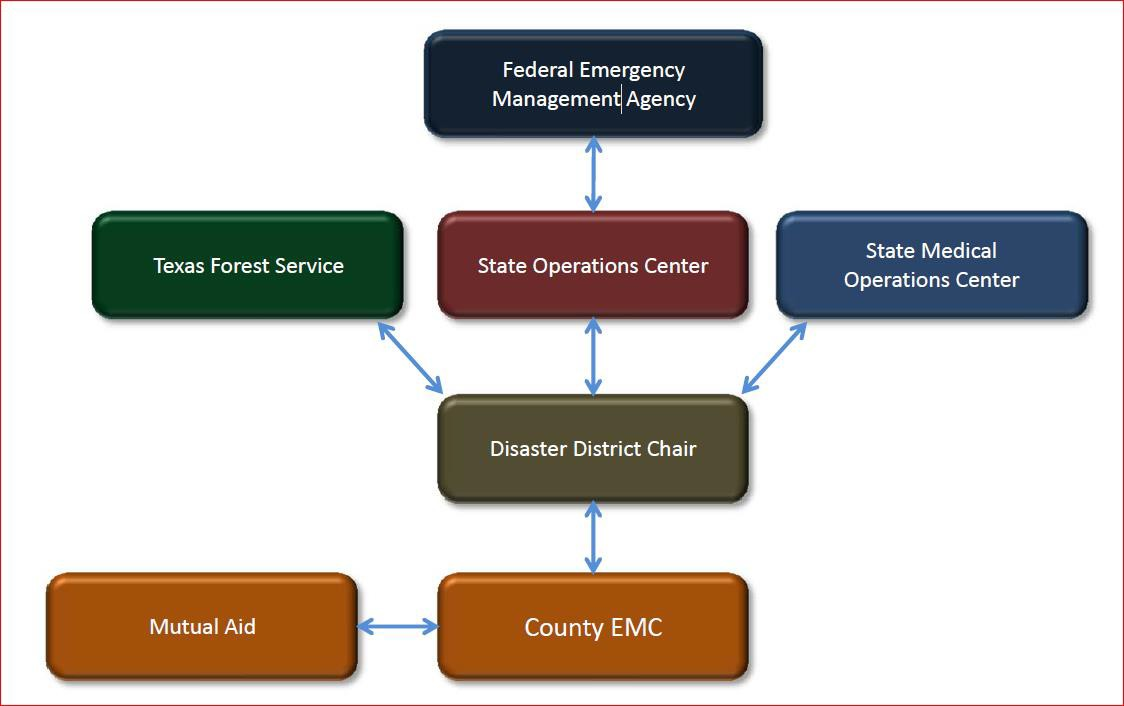 Federal Emergency
Management Agency
Texas Forest Service
State Operations Center
State Medical
Operations Center
Disaster District Chair
Mutual Aid
County EMC